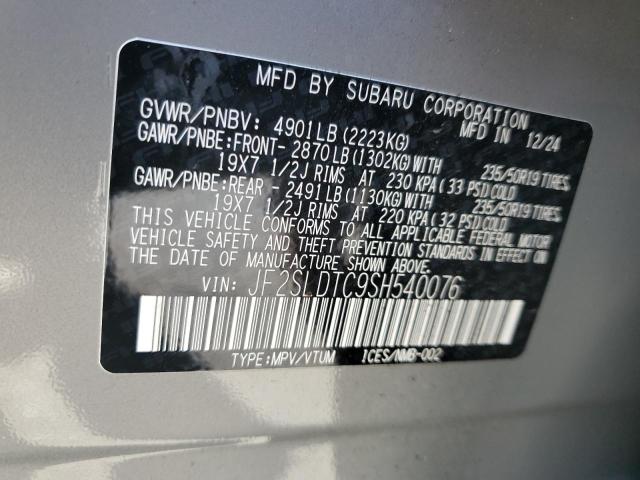 MFD BY SUBARU CORPORATION
GVWR/PNBV: 4901LB(2223KG) MFD IN 12/24
GAWR/PNBE:FRONT- 2870LB(1302KG)WITH 235/50R19 TIRES,
19X7 1/2J RIMS AT 230 KPA(33 PSI)COLD
GAWR/PNBE:REAR - 2491LB(1130KG)WITH 235/50R19 TIRES,
19X7 1/2J RIMS AT 220 KPA(32 PSI)COLD
THIS VEHICLE CONFORMS TO ALL APPLICABLE FEDERAL MOTOR
VEHICLE SAFETY AND THEFT PREVENTION STANDARDS IN EFFECT ON
THE DATE OF MANUFACTURE SHOWN ABOVE.
VIN: JF2SLDTC9SH540076
TYPE:MPV/VTUM ICES/NMB-002